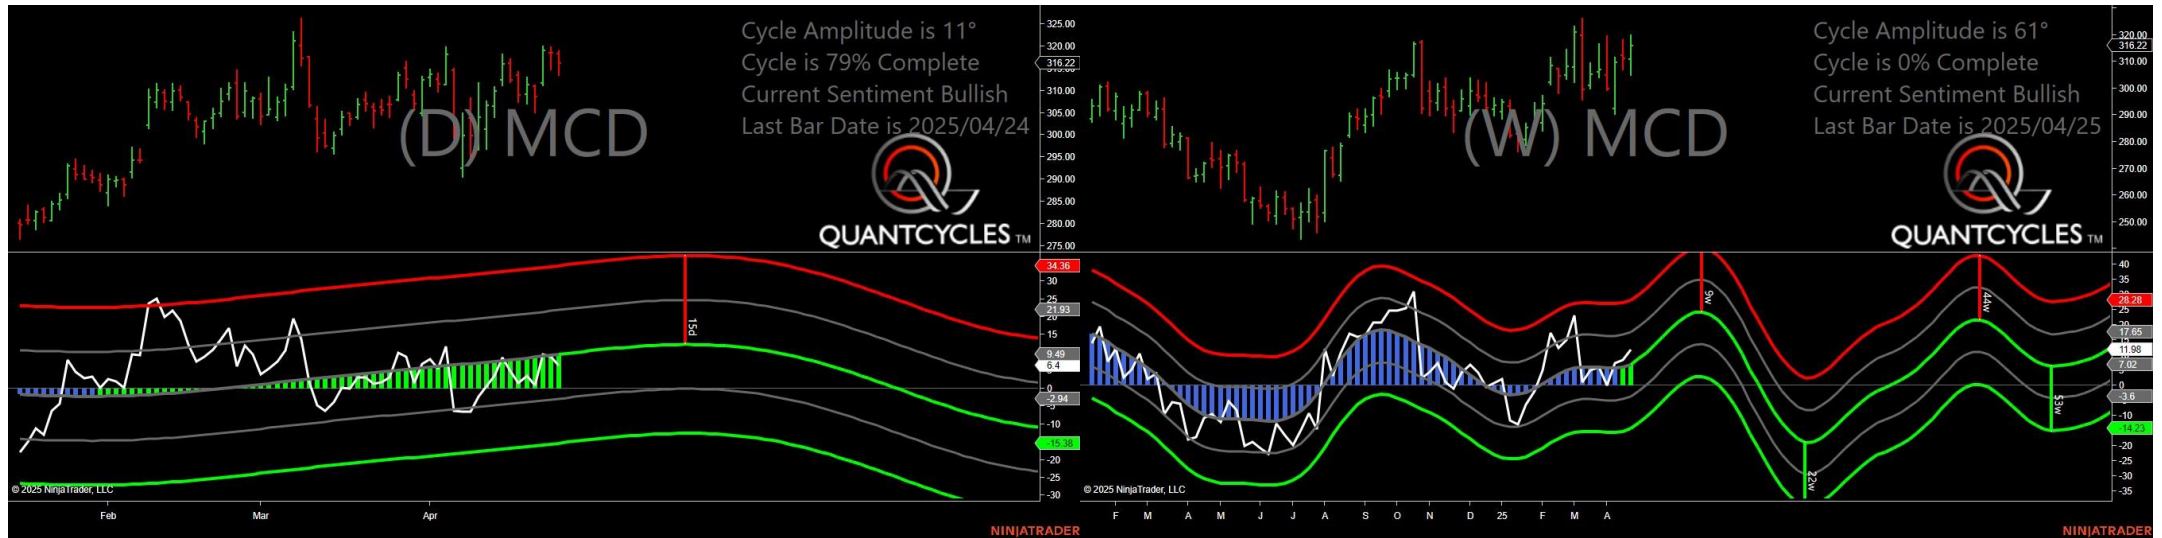 Cycle Amplitude is 11°
Cycle is 79% Complete
Current Sentiment Bullish
Last Bar Date is 2025/04/24
(D) MCD
QUANTCYCLES TM
325.00
320.00
316.22
310.00
305.00
300.00
295.00
290.00
285.00
280.00
275.00
34.36
30
25
21.93
20
15
9.49
6.4
0
-2.94
-10
-15.38
-20
-25
-30
15d
© 2025 NinjaTrader, LLC
Feb
Mar
Apr
NINJATRADER
Cycle Amplitude is 61°
Cycle is 0% Complete
Current Sentiment Bullish
Last Bar Date is 2025/04/25
(W) MCD
QUANTCYCLES TM
320.00
316.22
310.00
300.00
290.00
280.00
270.00
260.00
250.00
40
35
28.28
17.65
11.98
7.02
0
-3.6
-10
-14.23
-20
-25
-30
-35
9w
22w
44w
53w
© 2025 NinjaTrader, LLC
F M A M J J A S O N D 25 F M A
NINJATRADER